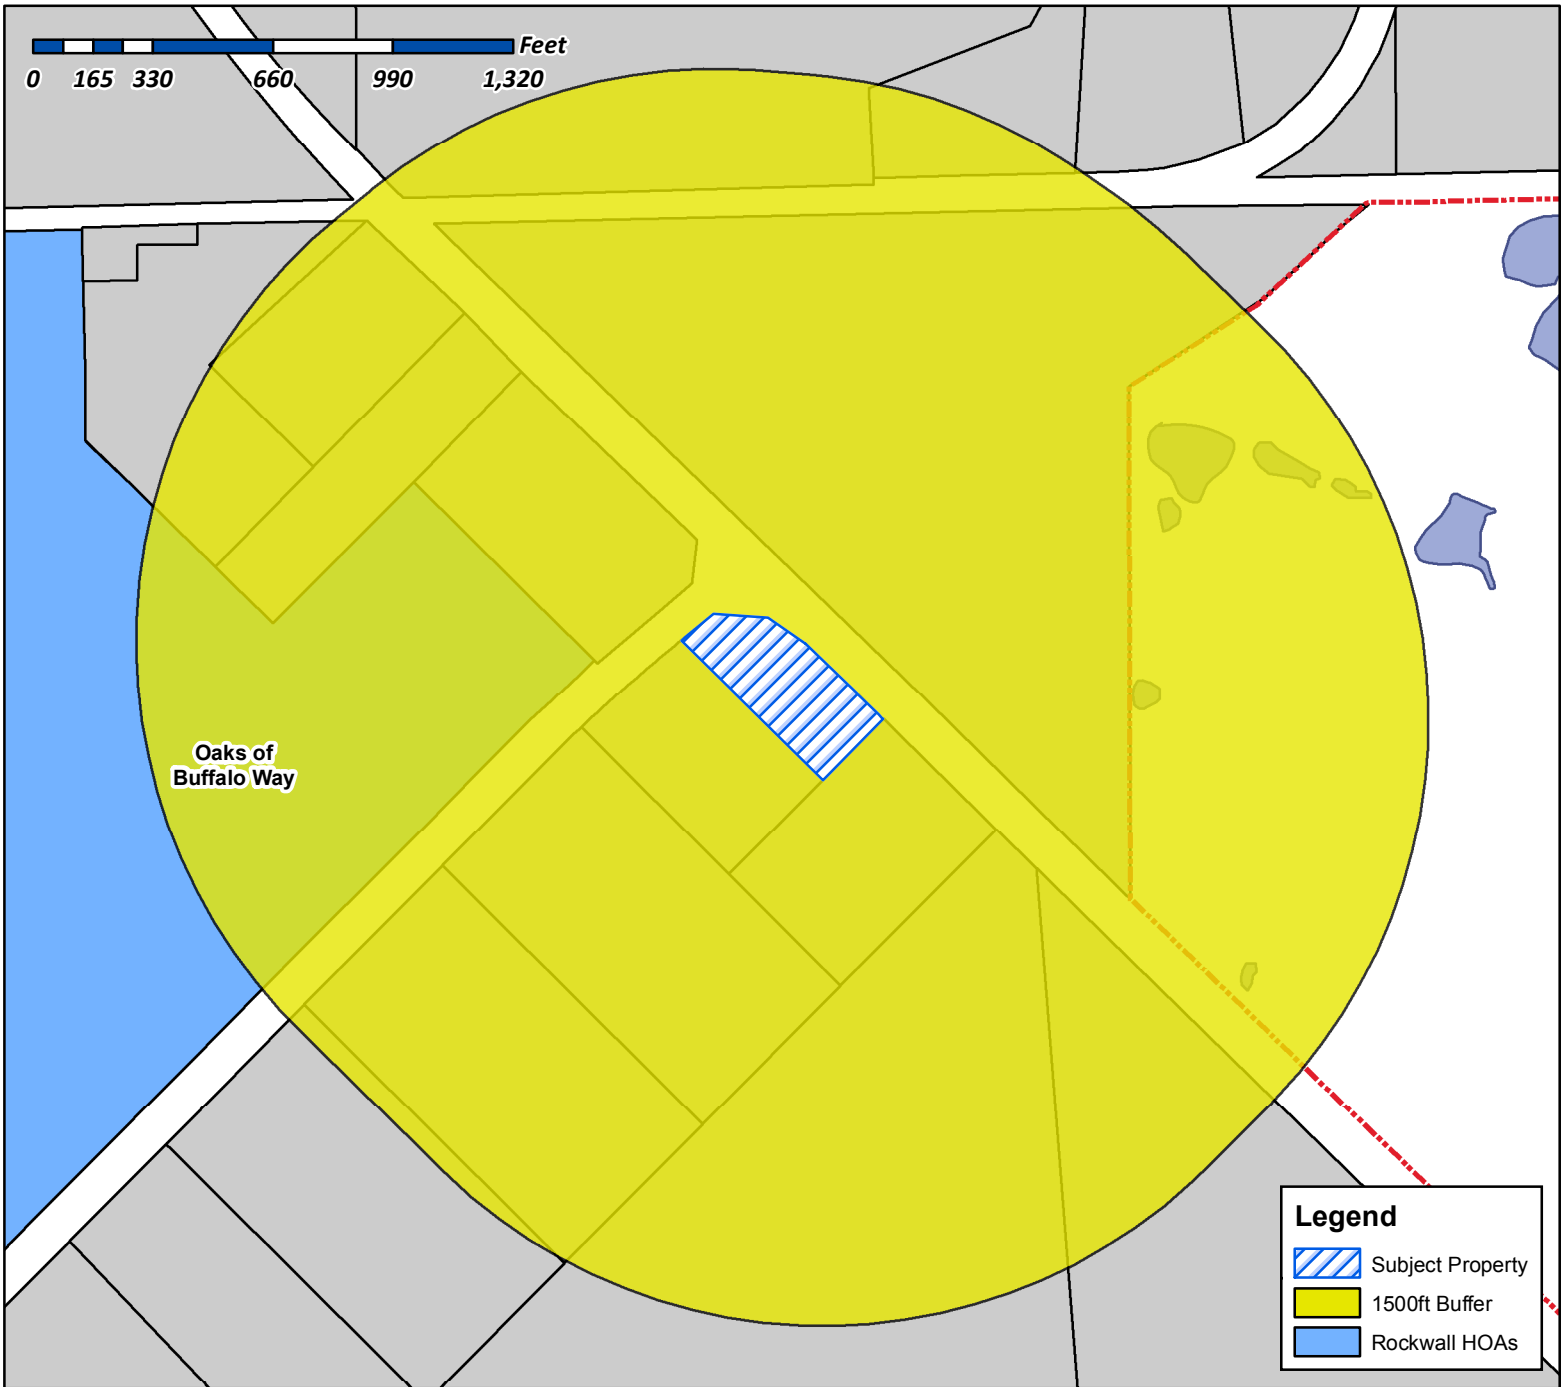 Feet
0 165 330 660 990 1,320
Oaks of
Buffalo Way
Legend
Subject Property
1500ft Buffer
Rockwall HOAs